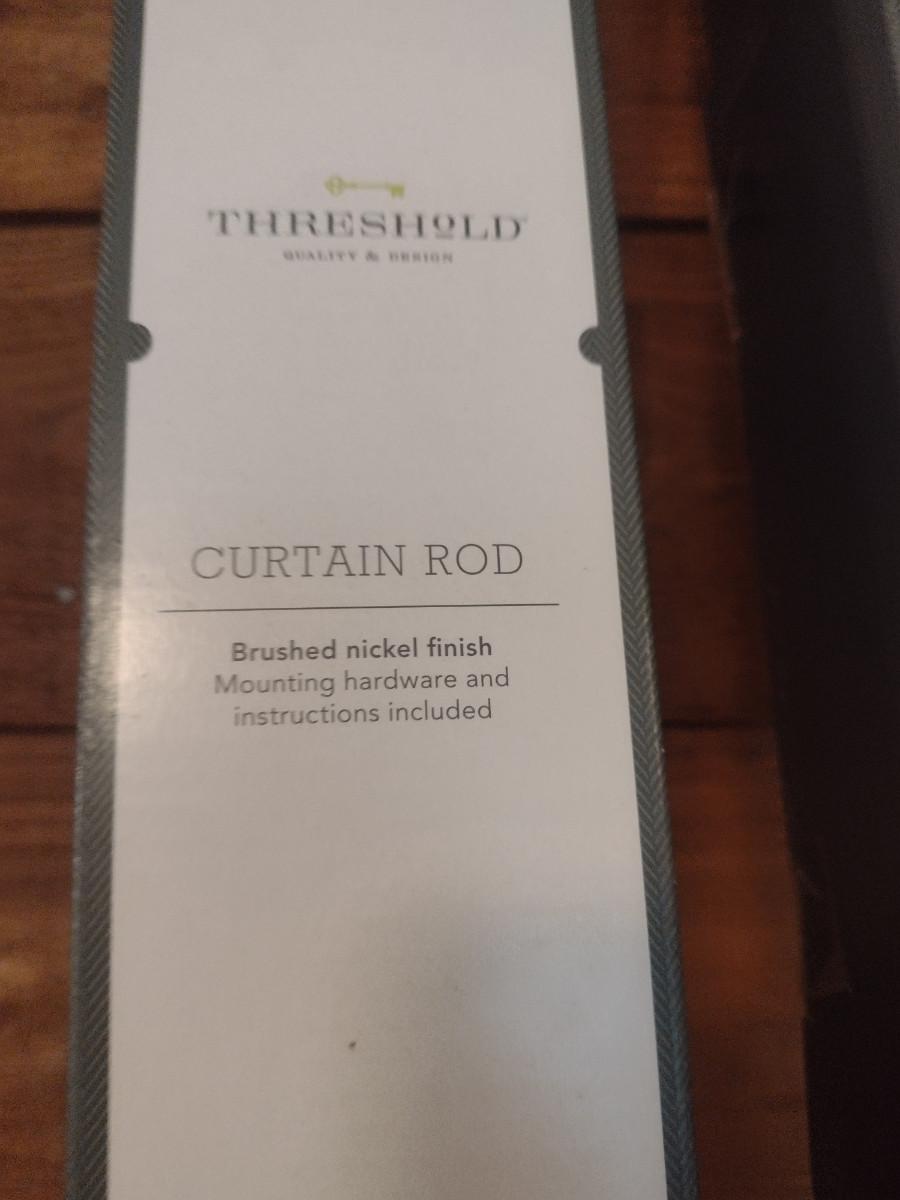 THRESHOLD
QUALITY & DESIGN
CURTAIN ROD
Brushed nickel finish
Mounting hardware and
instructions included